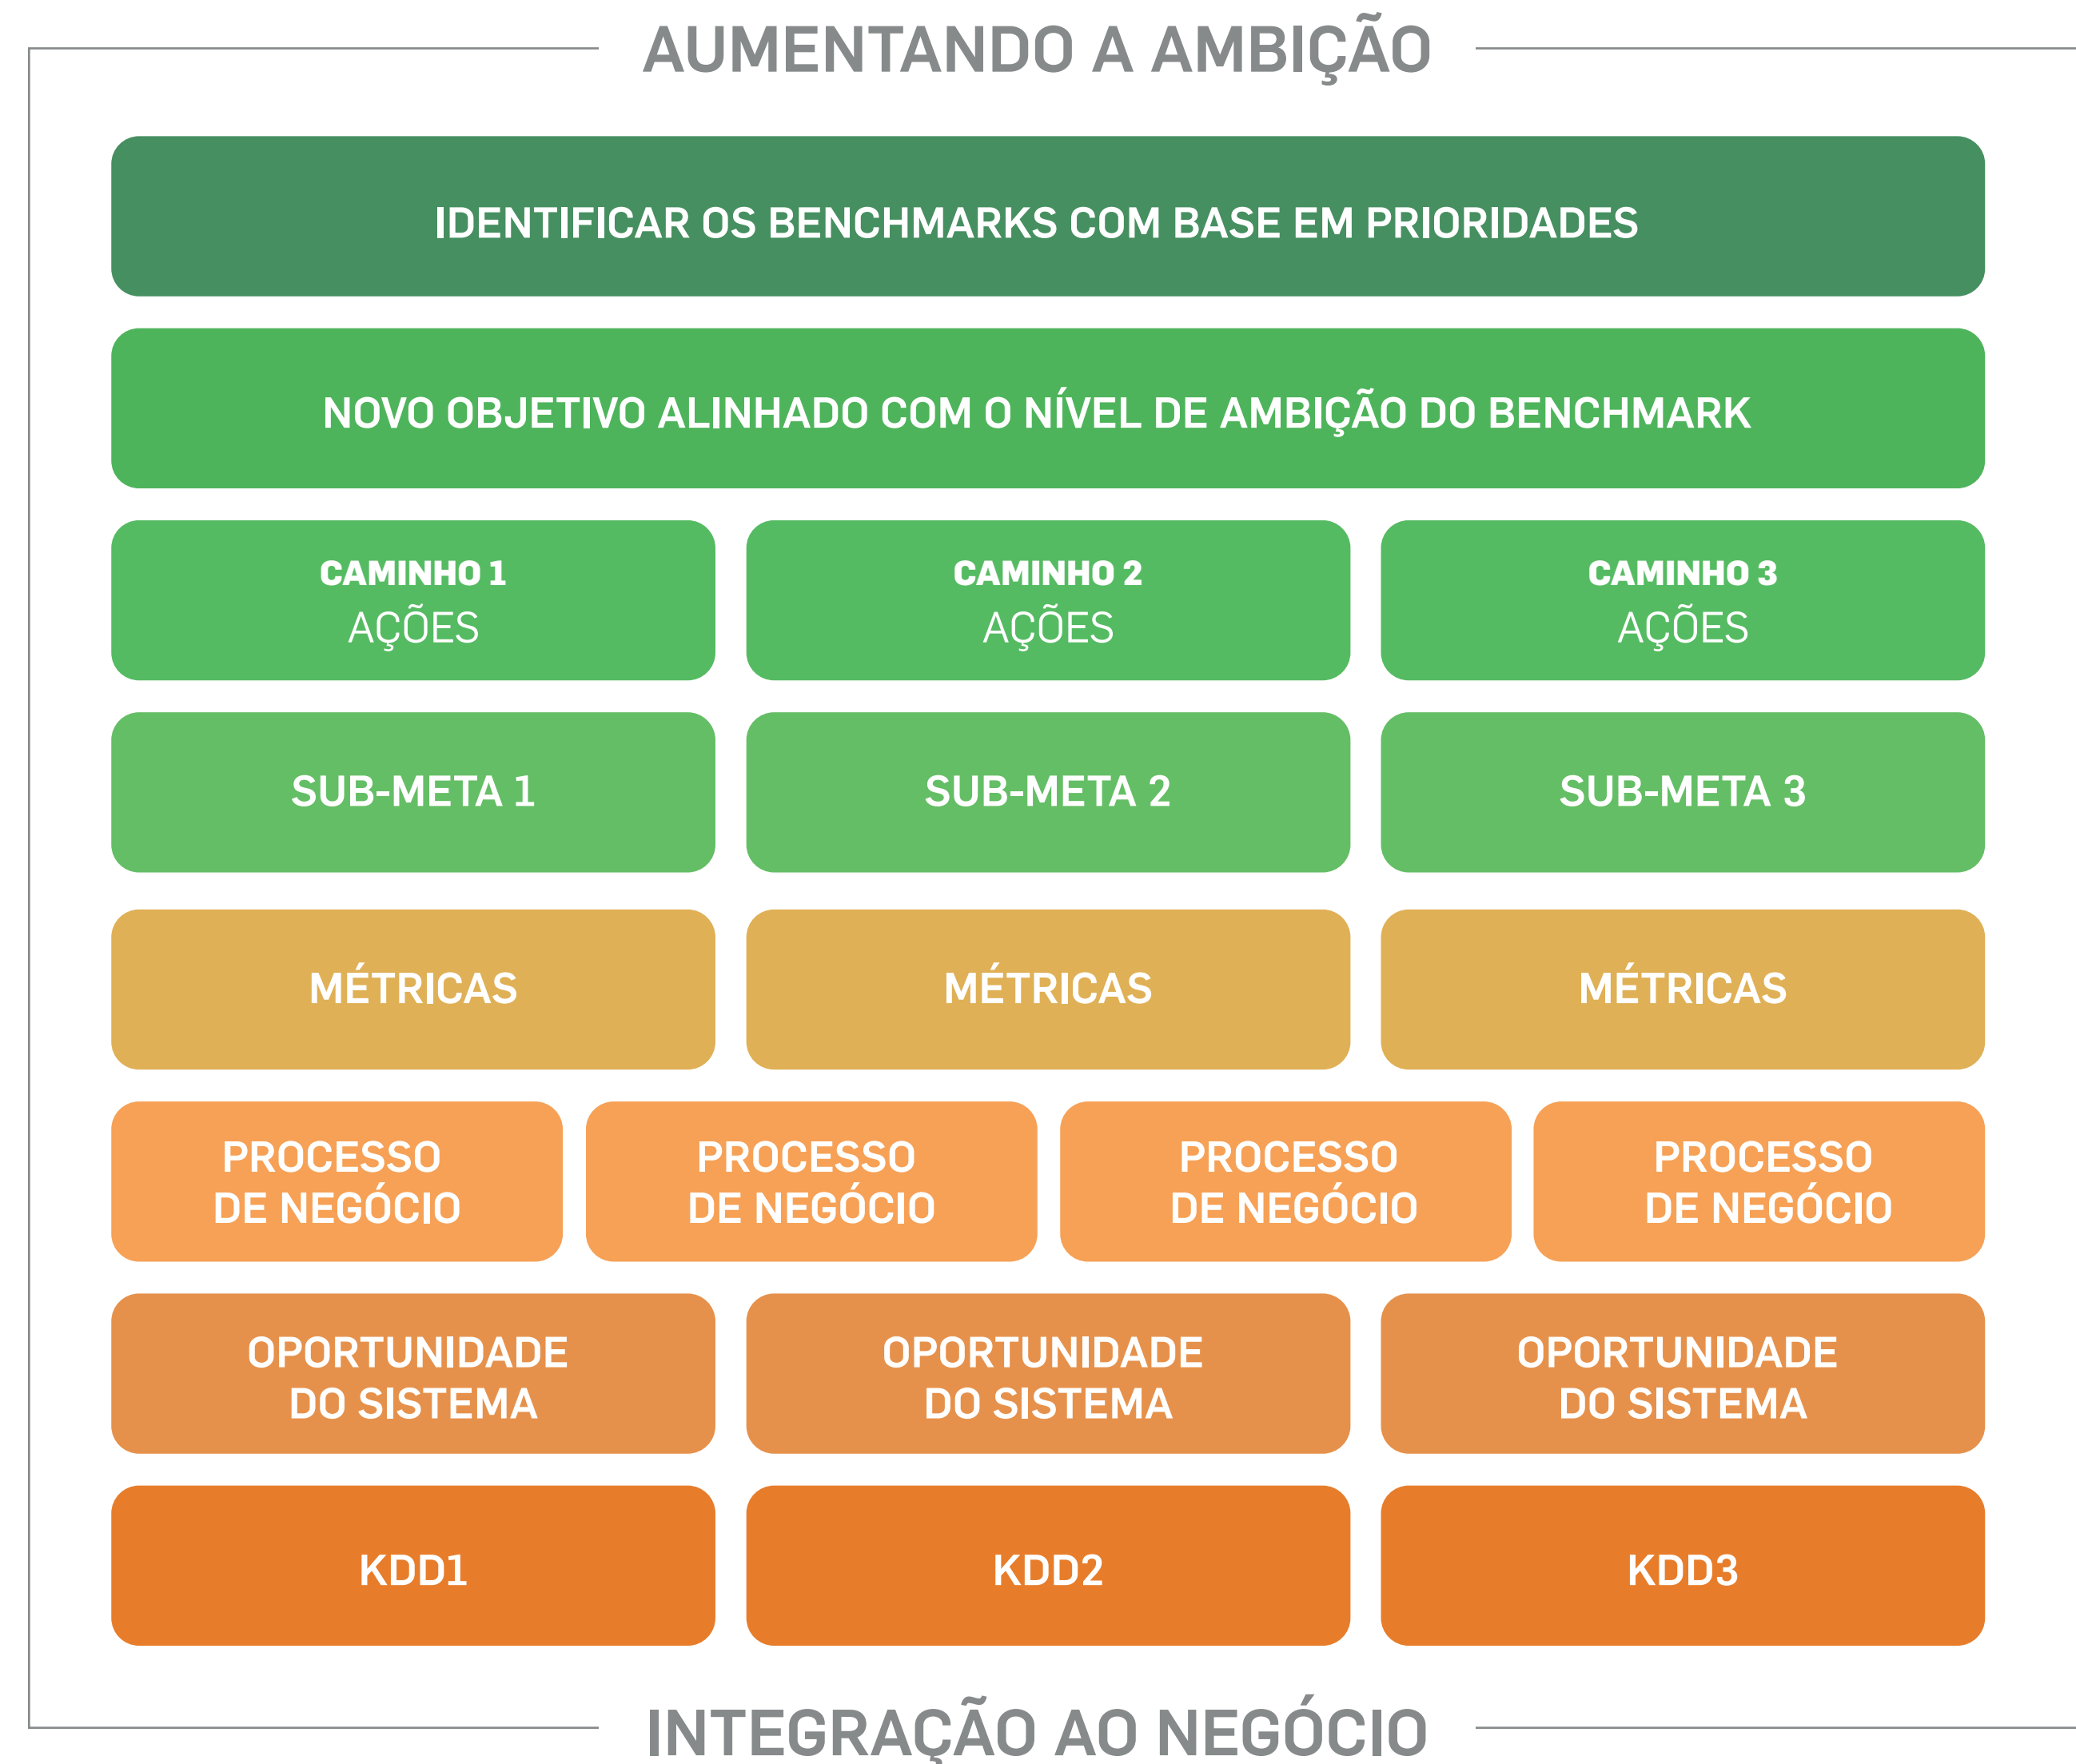 AUMENTANDO A AMBIÇÃO
IDENTIFICAR OS BENCHMARKS COM BASE EM PRIORIDADES
NOVO OBJETIVO ALINHADO COM O NÍVEL DE AMBIÇÃO DO BENCHMARK
CAMINHO 1
AÇÕES
CAMINHO 2
AÇÕES
CAMINHO 3
AÇÕES
SUB-META 1
SUB-META 2
SUB-META 3
MÉTRICAS
MÉTRICAS
MÉTRICAS
PROCESSO
DE NEGÓCIO
PROCESSO
DE NEGÓCIO
PROCESSO
DE NEGÓCIO
PROCESSO
DE NEGÓCIO
OPORTUNIDADE
DO SISTEMA
OPORTUNIDADE
DO SISTEMA
OPORTUNIDADE
DO SISTEMA
KDD1
KDD2
KDD3
INTEGRAÇÃO AO NEGÓCIO